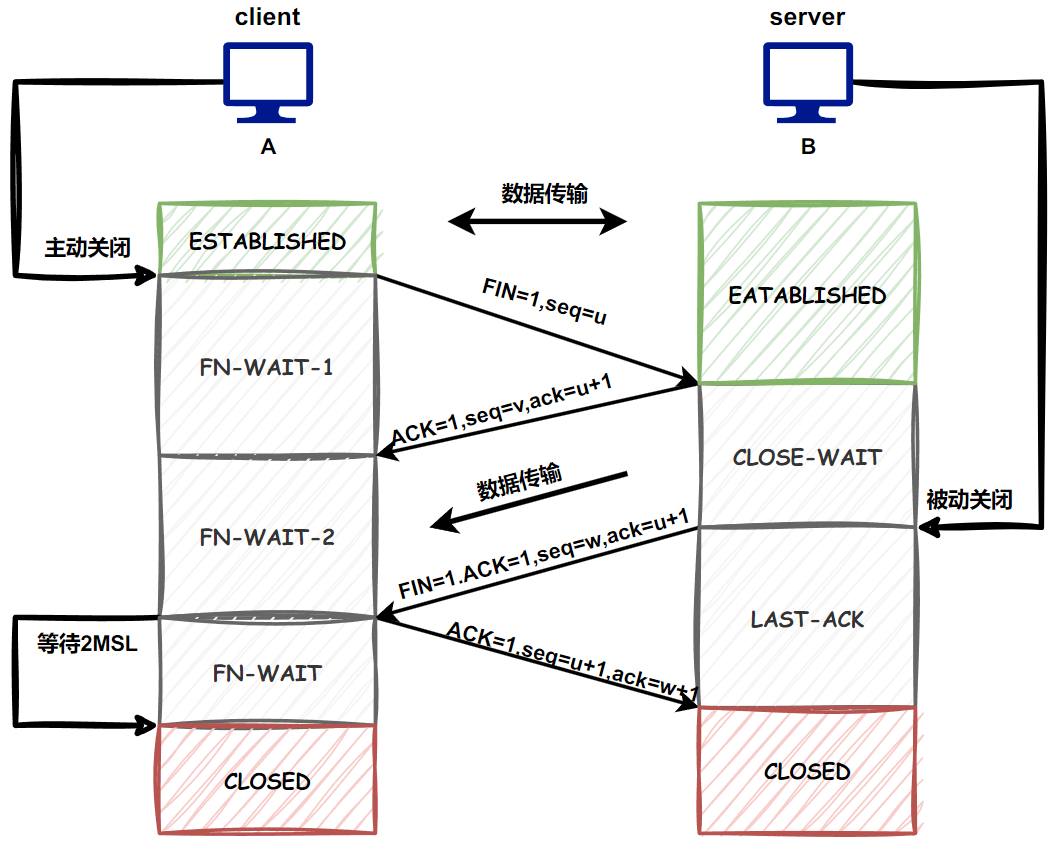 client
server
A
B
数据传输
ESTABLISHED
主动关闭
FIN=1,seq=u
EATABLISHED
FN-WAIT-1
ACK=1,seq=v,ack=u+1
CLOSE-WAIT
数据传输
被动关闭
FN-WAIT-2
FIN=1.ACK=1,seq=w,ack=u+1
LAST-ACK
等待2MSL
ACK=1,seq=u+1,ack=w+1
FN-WAIT
CLOSED
CLOSED